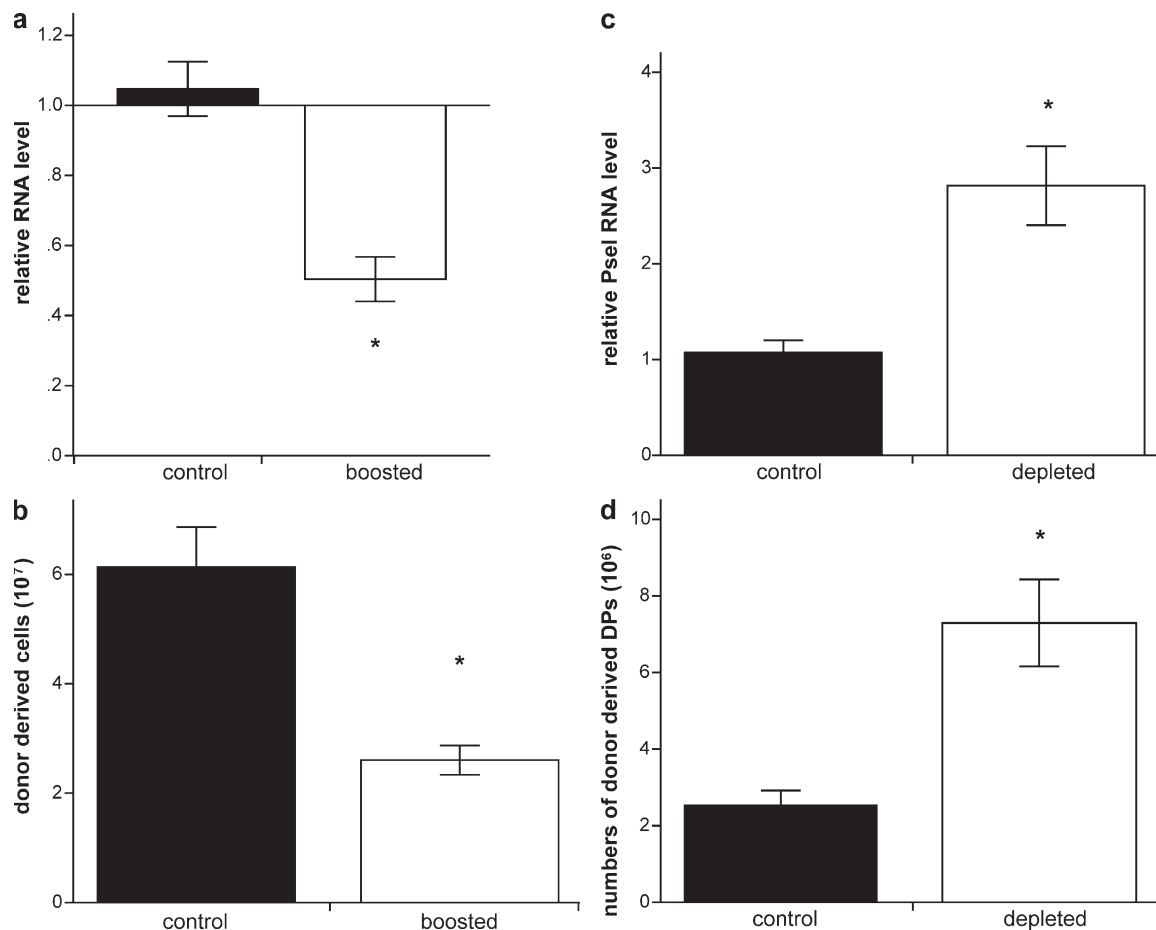 a
relative RNA level
1.2
1.0
.8
.6
.4
.2
.0
*
control
boosted
b
donor derived cells (10⁷)
6
4
2
0
*
control
boosted
c
relative Psel RNA level
4
3
2
1
0
*
control
depleted
d
numbers of donor derived DPs (10⁶)
10
8
6
4
2
0
*
control
depleted